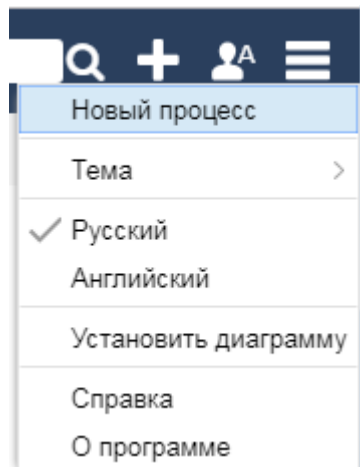 A
Новый процесс
Тема
Русский
Английский
Установить диаграмму
Справка
О программе